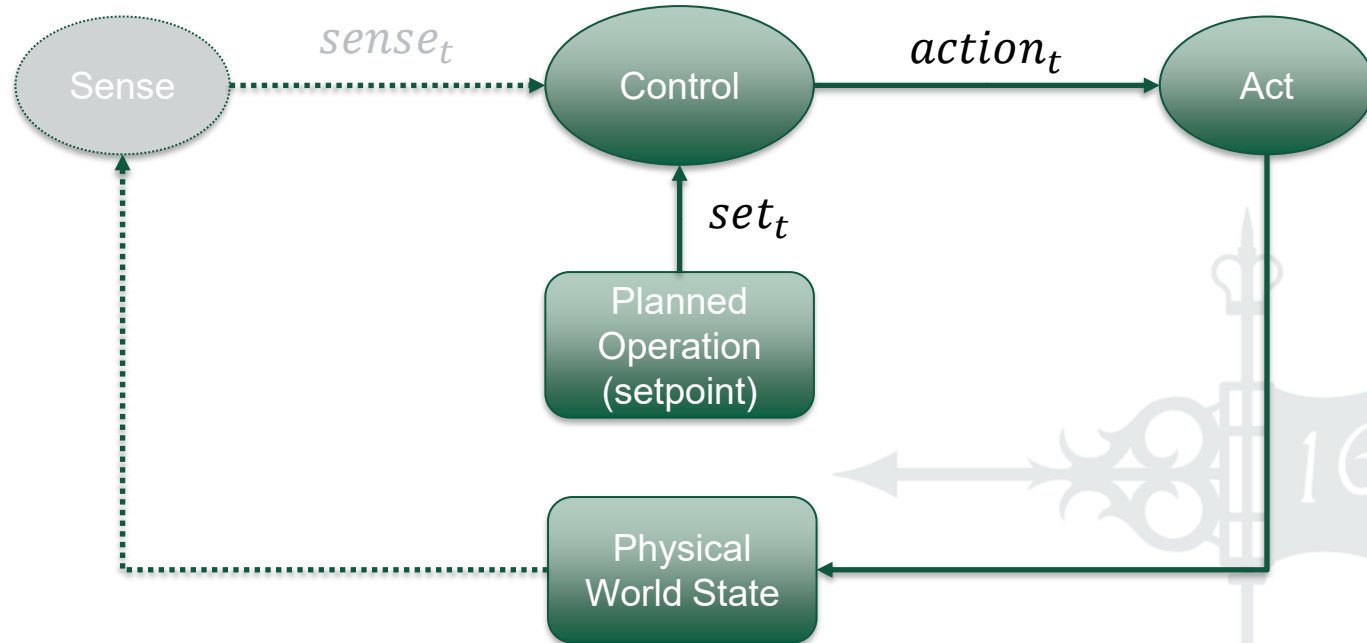 sense_t
action_t
Sense
Control
Act
set_t
Planned
Operation
(setpoint)
Physical
World State